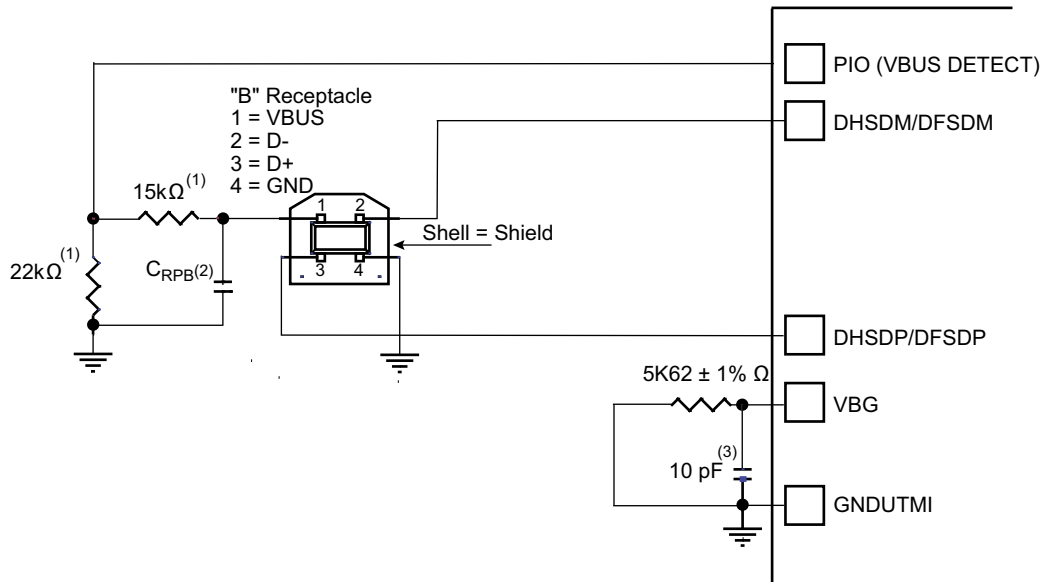 PIO (VBUS DETECT)
"B" Receptacle
1 = VBUS
2 = D-
3 = D+
4 = GND
DHSDM/DFSDM
15kΩ(1)
1 2
Shell = Shield
22kΩ(1)
CRPB(2)
3 4
DHSDP/DFSDP
5K62 ± 1% Ω
VBG
10 pF(3)
GNDUTMI